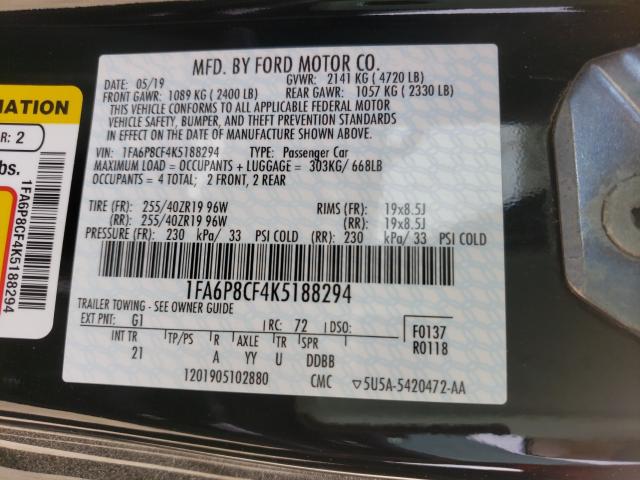 MFD. BY FORD MOTOR CO.
DATE: 05/19 GVWR: 2141 KG ( 4720 LB)
FRONT GAWR: 1089 KG ( 2400 LB) REAR GAWR: 1057 KG ( 2330 LB)
THIS VEHICLE CONFORMS TO ALL APPLICABLE FEDERAL MOTOR
VEHICLE SAFETY, BUMPER, AND THEFT PREVENTION STANDARDS
IN EFFECT ON THE DATE OF MANUFACTURE SHOWN ABOVE.
VIN: 1FA6P8CF4K5188294 TYPE: Passenger Car
MAXIMUM LOAD = OCCUPANTS + LUGGAGE = 303KG/ 668LB
OCCUPANTS = 4 TOTAL; 2 FRONT, 2 REAR
TIRE (FR): 255/40ZR19 96W RIMS (FR): 19x8.5J
(RR): 255/40ZR19 96W (RR): 19x8.5J
PRESSURE (FR): 230 kPa/ 33 PSI COLD (RR): 230 kPa/ 33 PSI COLD
1FA6P8CF4K5188294
TRAILER TOWING - SEE OWNER GUIDE
EXT PNT: G1 RC: 72 DSO:
F0137
R0118
INT TR TP/PS R AXLE TR SPR
21 A YY U DDBB
1201905102880 CMC ▽5U5A-5420472-AA
MATION
R: 2
bs.
1FA6P8CF4K5188294